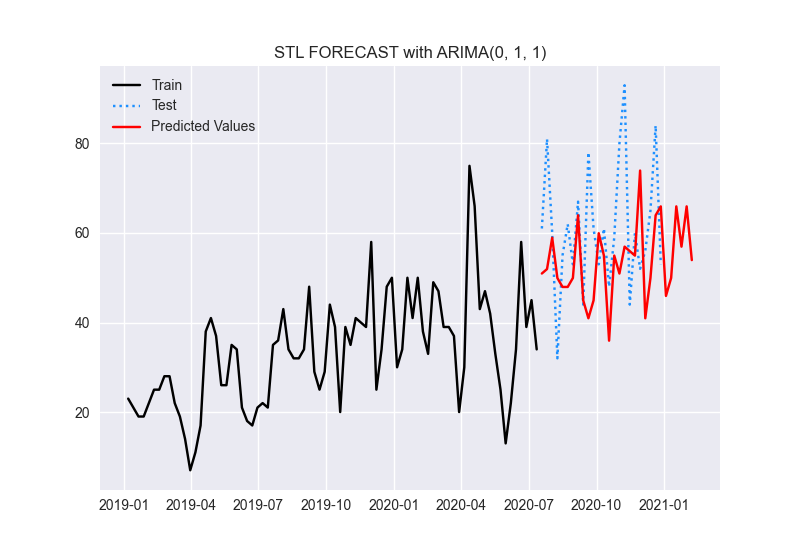 STL FORECAST with ARIMA(0, 1, 1)
Train
Test
Predicted Values
80
60
40
20
2019-01 2019-04 2019-07 2019-10 2020-01 2020-04 2020-07 2020-10 2021-01